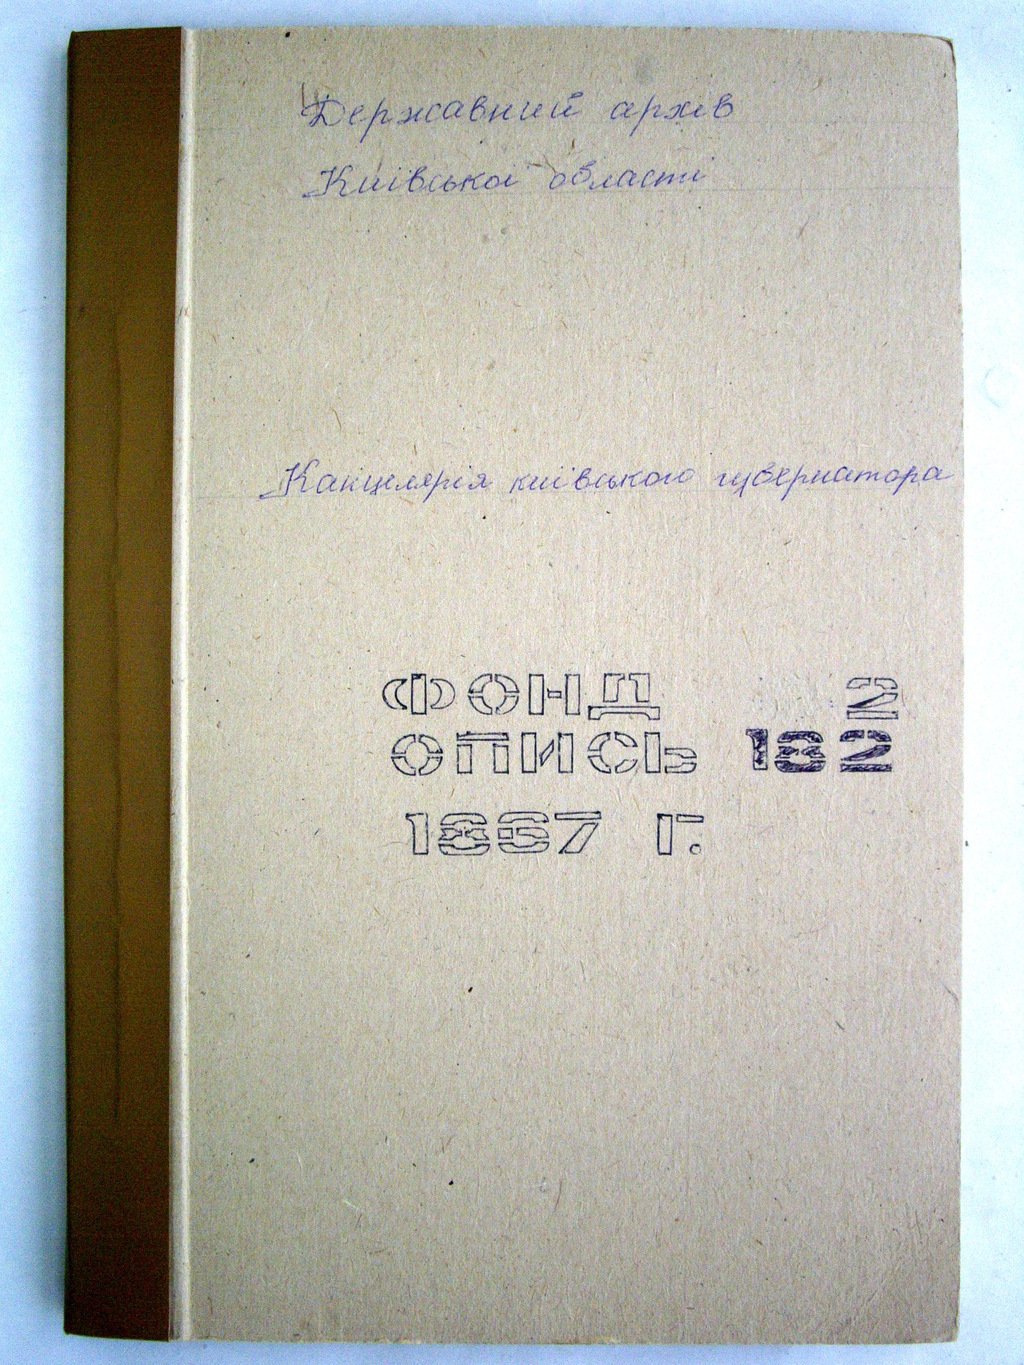 Державний архів
Київської області
Канцелярія київського губернатора
ФОНД 2
ОПИСЬ 182
1867 Г.